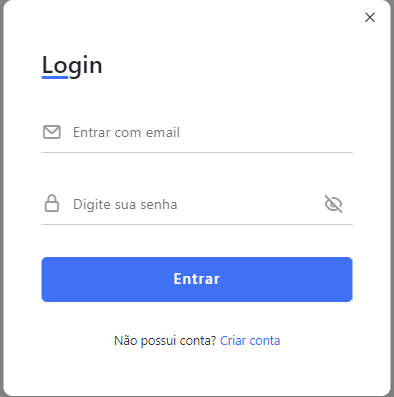 Login
Entrar com email
Digite sua senha
Entrar
Não possui conta? Criar conta